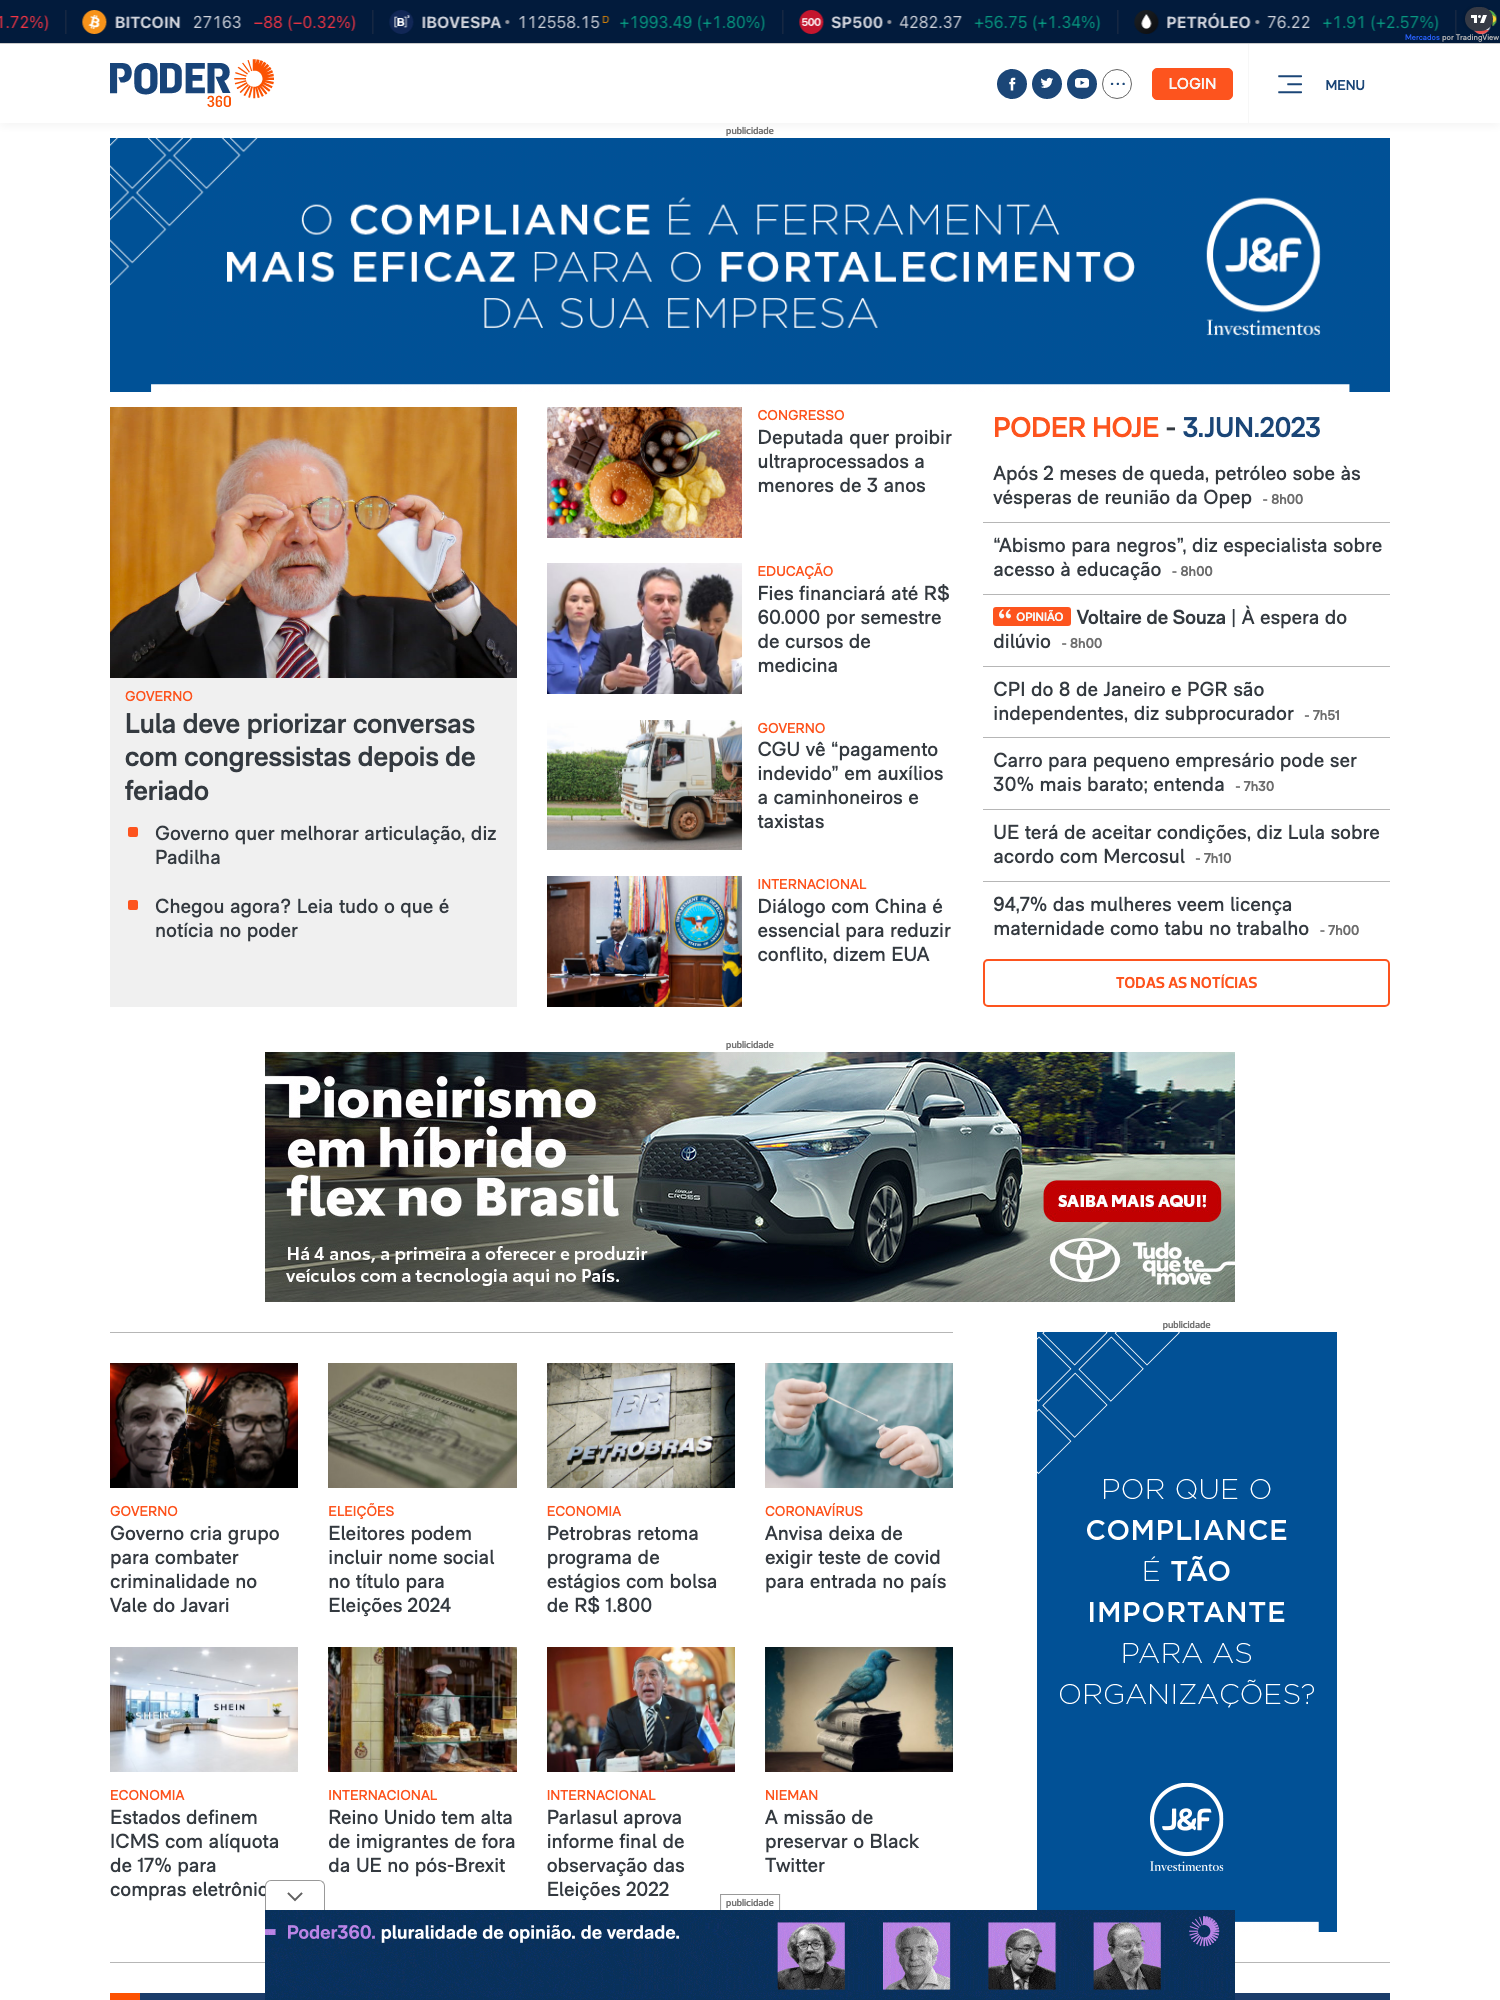 1.72%) BITCOIN 27163 −88 (−0.32%) IBOVESPA 112558.15 D +1993.49 (+1.80%) 500 SP500 4282.37 +56.75 (+1.34%) PETRÓLEO 76.22 +1.91 (+2.57%)
Mercados por TradingView
PODER
360
LOGIN
MENU
publicidade
O COMPLIANCE É A FERRAMENTA
MAIS EFICAZ PARA O FORTALECIMENTO
DA SUA EMPRESA
J&F
Investimentos
GOVERNO
Lula deve priorizar conversas
com congressistas depois de
feriado
Governo quer melhorar articulação, diz
Padilha
Chegou agora? Leia tudo o que é
notícia no poder
CONGRESSO
Deputada quer proibir
ultraprocessados a
menores de 3 anos
EDUCAÇÃO
Fies financiará até R$
60.000 por semestre
de cursos de
medicina
GOVERNO
CGU vê “pagamento
indevido” em auxílios
a caminhoneiros e
taxistas
INTERNACIONAL
Diálogo com China é
essencial para reduzir
conflito, dizem EUA
PODER HOJE - 3.JUN.2023
Após 2 meses de queda, petróleo sobe às
vésperas de reunião da Opep - 8h00
“Abismo para negros”, diz especialista sobre
acesso à educação - 8h00
“ OPINIÃO Voltaire de Souza | À espera do
dilúvio - 8h00
CPI do 8 de Janeiro e PGR são
independentes, diz subprocurador - 7h51
Carro para pequeno empresário pode ser
30% mais barato; entenda - 7h30
UE terá de aceitar condições, diz Lula sobre
acordo com Mercosul - 7h10
94,7% das mulheres veem licença
maternidade como tabu no trabalho - 7h00
TODAS AS NOTÍCIAS
publicidade
Pioneirismo
em híbrido
flex no Brasil
Há 4 anos, a primeira a oferecer e produzir
veículos com a tecnologia aqui no País.
COROLLA
CROSS
SAIBA MAIS AQUI!
Tudo
que te
move
publicidade
POR QUE O
COMPLIANCE
É TÃO
IMPORTANTE
PARA AS
ORGANIZAÇÕES?
J&F
Investimentos
TÍTULO ELEITORAL
BR
PETROBRAS
GOVERNO
Governo cria grupo
para combater
criminalidade no
Vale do Javari
ELEIÇÕES
Eleitores podem
incluir nome social
no título para
Eleições 2024
ECONOMIA
Petrobras retoma
programa de
estágios com bolsa
de R$ 1.800
CORONAVÍRUS
Anvisa deixa de
exigir teste de covid
para entrada no país
SHEIN
SHEIN
ECONOMIA
Estados definem
ICMS com alíquota
de 17% para
compras eletrônic
INTERNACIONAL
Reino Unido tem alta
de imigrantes de fora
da UE no pós-Brexit
INTERNACIONAL
Parlasul aprova
informe final de
observação das
Eleições 2022
NIEMAN
A missão de
preservar o Black
Twitter
publicidade
Poder360. pluralidade de opinião. de verdade.